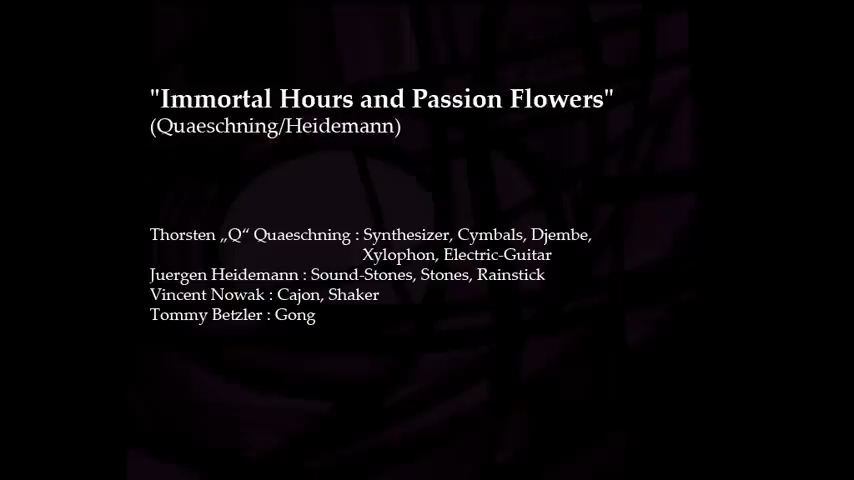 "Immortal Hours and Passion Flowers"
(Quaeschning/Heidemann)
Thorsten „Q“ Quaeschning : Synthesizer, Cymbals, Djembe,
Xylophon, Electric-Guitar
Juergen Heidemann : Sound-Stones, Stones, Rainstick
Vincent Nowak : Cajon, Shaker
Tommy Betzler : Gong